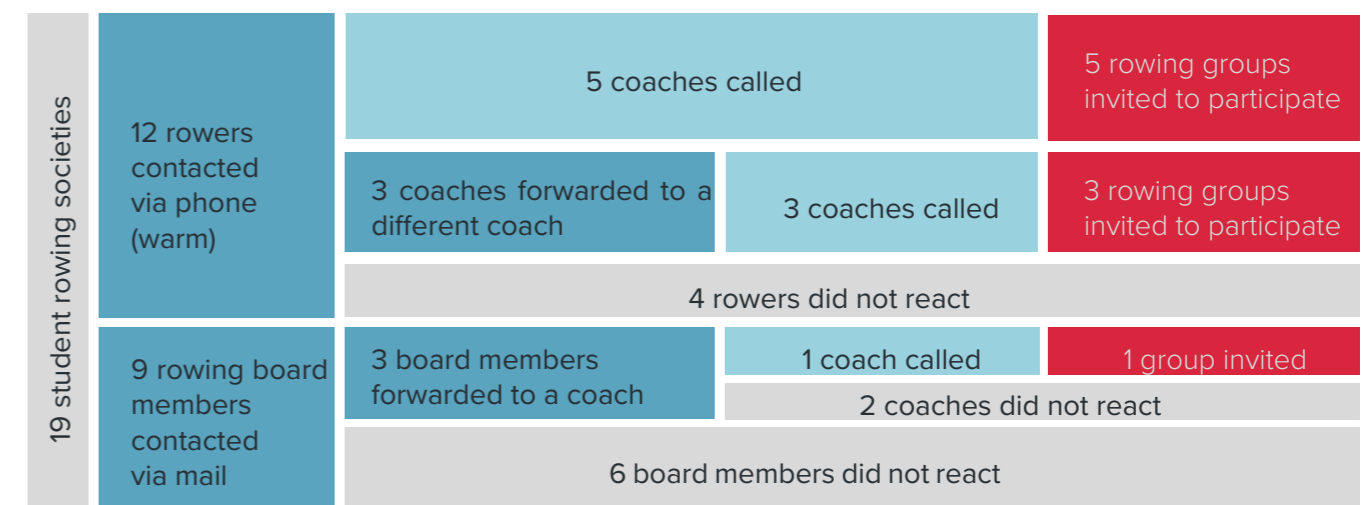 19 student rowing societies
12 rowers
contacted
via phone
(warm)
5 coaches called
5 rowing groups
invited to participate
3 coaches forwarded to a
different coach
3 coaches called
3 rowing groups
invited to participate
4 rowers did not react
9 rowing board
members
contacted
via mail
3 board members
forwarded to a coach
1 coach called
1 group invited
2 coaches did not react
6 board members did not react